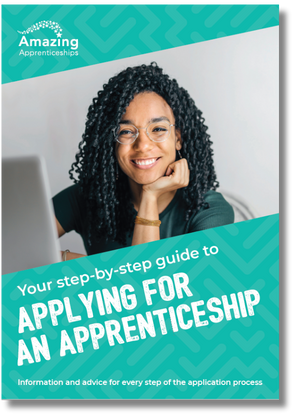 Amazing
Apprenticeships
Your step-by-step guide to
APPLYING FOR
AN APPRENTICESHIP
Information and advice for every step of the application process